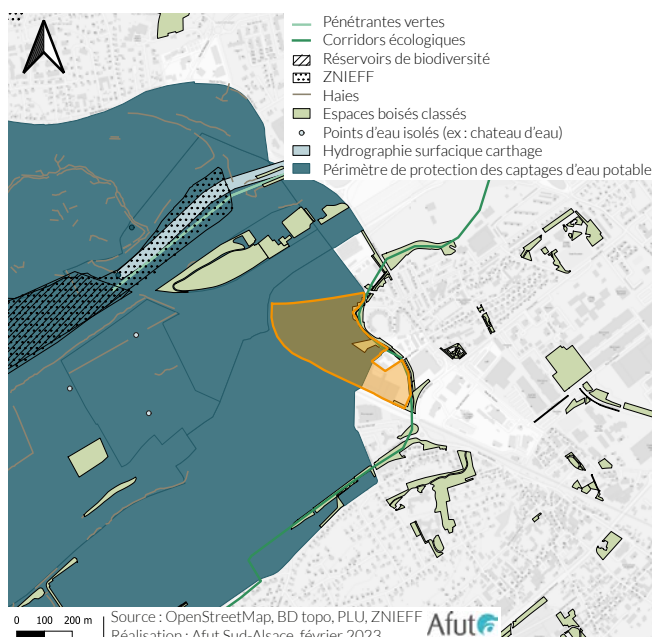 Pénétrantes vertes
Corridors écologiques
Réservoirs de biodiversité
ZNIEFF
Haies
Espaces boisés classés
Points d'eau isolés (ex : chateau d'eau)
Hydrographie surfacique carthage
Périmètre de protection des captages d'eau potable
0 100 200 m
Source : OpenStreetMap, BD topo, PLU, ZNIEFF
Réalisation : Afut Sud-Alsace, février 2023
Afut